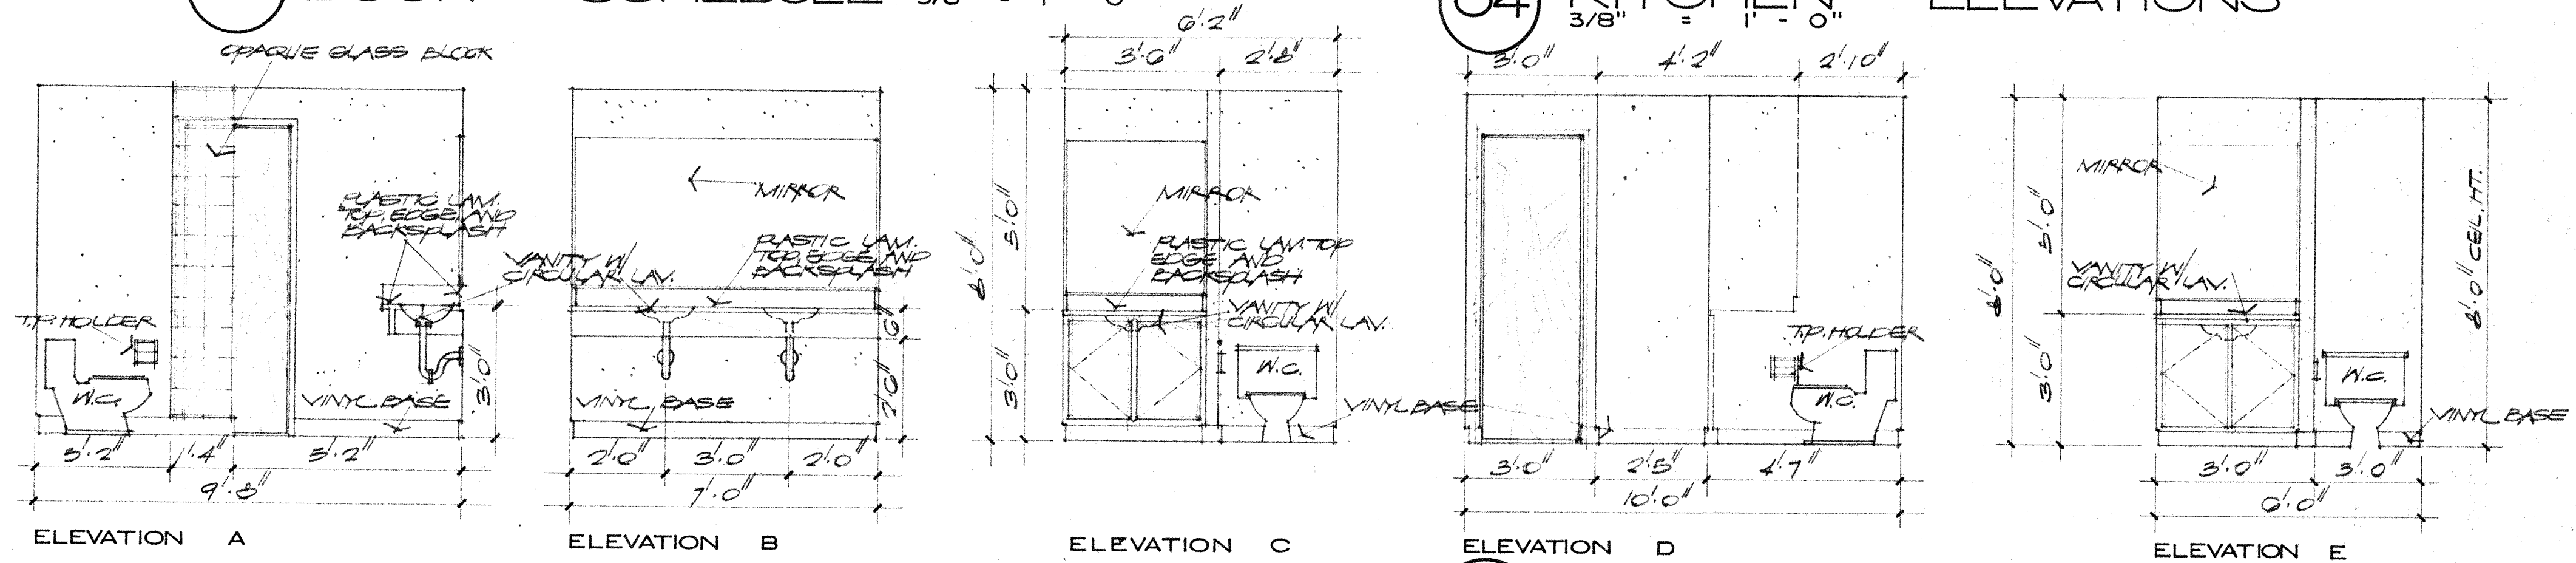 3/8" = 1' - 0"
04
KITCHEN ELEVATIONS
OPAQUE GLASS BLOCK
PLASTIC LAM.
TOP, EDGE, AND
BACKSPLASH
T.P. HOLDER
W.C.
VINYL BASE
3'.0"
1'.4"
9'.8"
ELEVATION A
MIRROR
PLASTIC LAM.
TOP, EDGE, AND
BACKSPLASH
VANITY W/
CIRCULAR LAV.
VINYL BASE
6"
2'.0"
3'.0"
2'.0"
7'.0"
ELEVATION B
6'.2"
3'.6"
2'.8"
8'.0"
5'.0"
3'.0"
MIRROR
PLASTIC LAM. TOP
EDGE AND
BACKSPLASH
VANITY W/
CIRCULAR LAV.
W.C.
VINYL BASE
ELEVATION C
3'.0"
4'.2"
2'.10"
T.P. HOLDER
W.C.
3'.0"
2'.5"
4'.7"
10'.0"
ELEVATION D
8'.0"
5'.0"
3'.0"
MIRROR
VANITY W/
CIRCULAR LAV.
W.C.
VINYL BASE
8'.0" CEIL. HT.
3'.0"
3'.0"
6'.0"
ELEVATION E